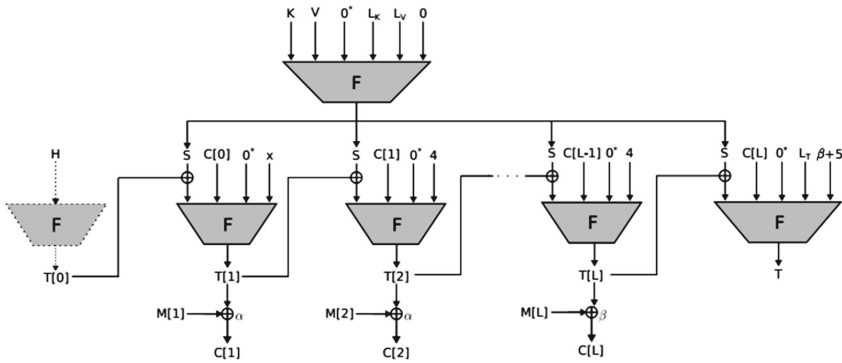 K V 0* L_K L_V 0
F
H S C[0] 0* x S C[1] 0* 4 S C[L-1] 0* 4 S C[L] 0* L_T β+5
F F F F F
T[0] T[1] T[2] . . . . T[L] T
M[1] α M[2] α M[L] β
C[1] C[2] C[L]